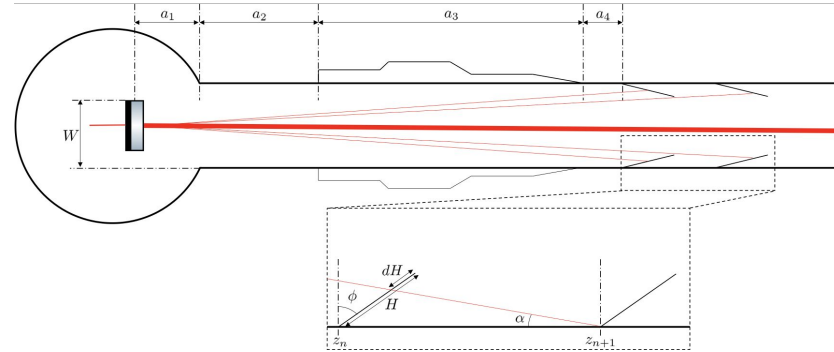 a₁ a₂ a₃ a₄
W
dH
ϕ H
α
zₙ zₙ₊₁